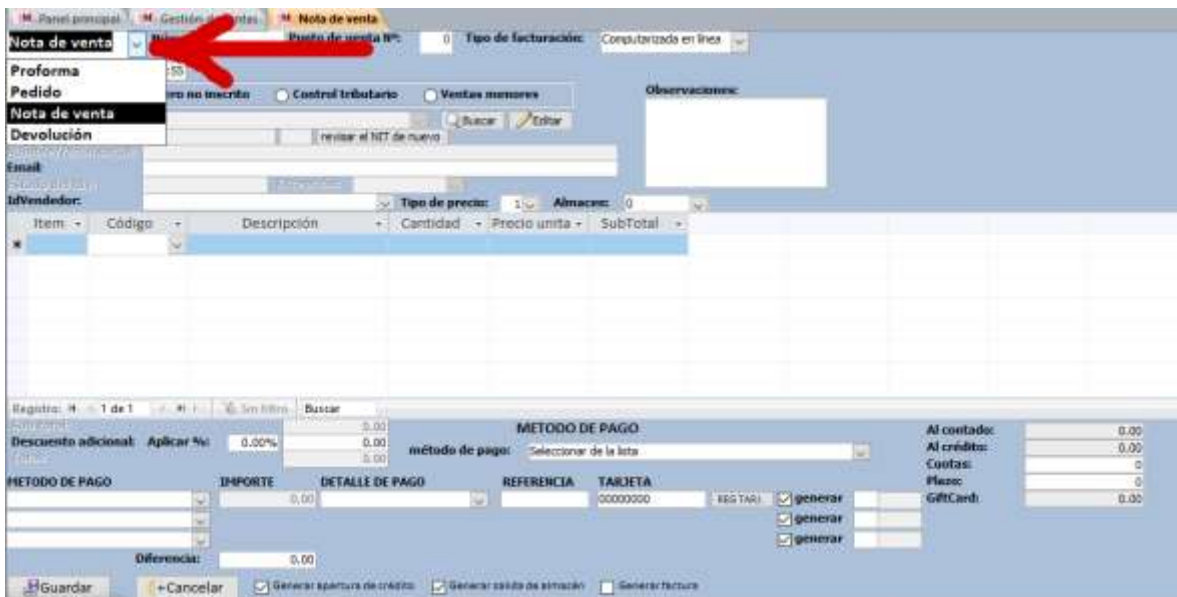 Panel principal Gestión de ventas Nota de venta
Nota de venta Punto de venta Nº: 0 Tipo de facturación: Computarizada en línea
Proforma :55
Pedido ro no inscrito Control tributario Ventas menores Observaciones:
Nota de venta Buscar Editar
Devolución revisar el NIT de nuevo
Email:
IdVendedor: Tipo de precio: 1 Almacen: 0
Item Código Descripción Cantidad Precio unita SubTotal
Registro: 1 de 1 Sin filtro Buscar
0.00 METODO DE PAGO Al contado: 0.00
Descuento adicional: Aplicar %: 0.00% 0.00 método de pago: Seleccionar de la lista Al crédito: 0.00
0.00 Cuotas: 0
METODO DE PAGO IMPORTE DETALLE DE PAGO REFERENCIA TARJETA Plazo: 0
0,00 00000000 REG TARJ generar GiftCard: 0.00
generar
generar
Diferencia: 0.00
Guardar Cancelar Generar apertura de crédito Generar salida de almacén Generar factura